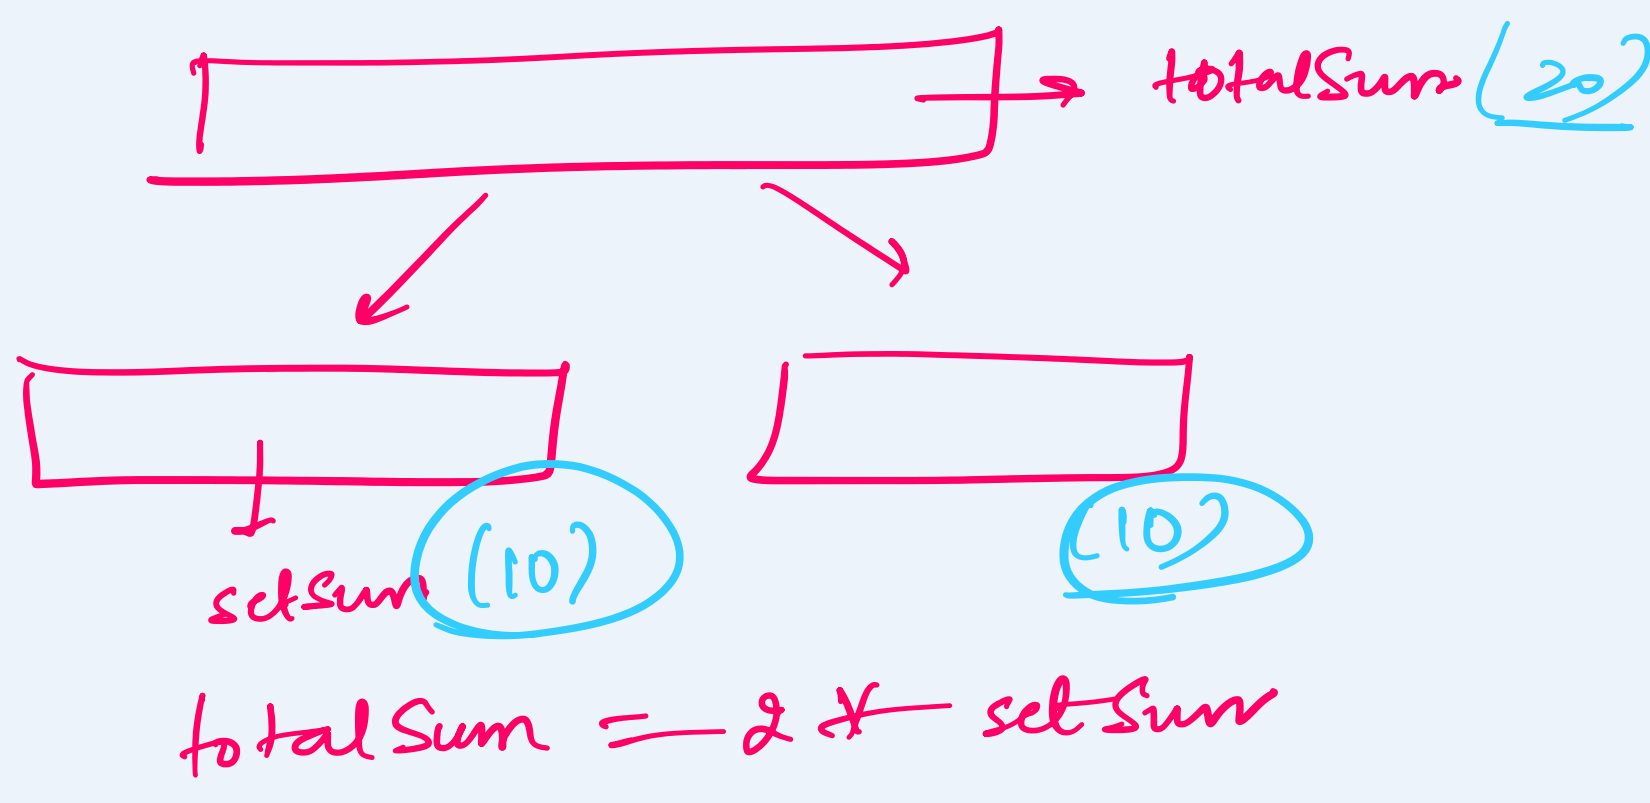 totalSum (20)
setSum (10)
(10)
totalSum = 2 * setSum